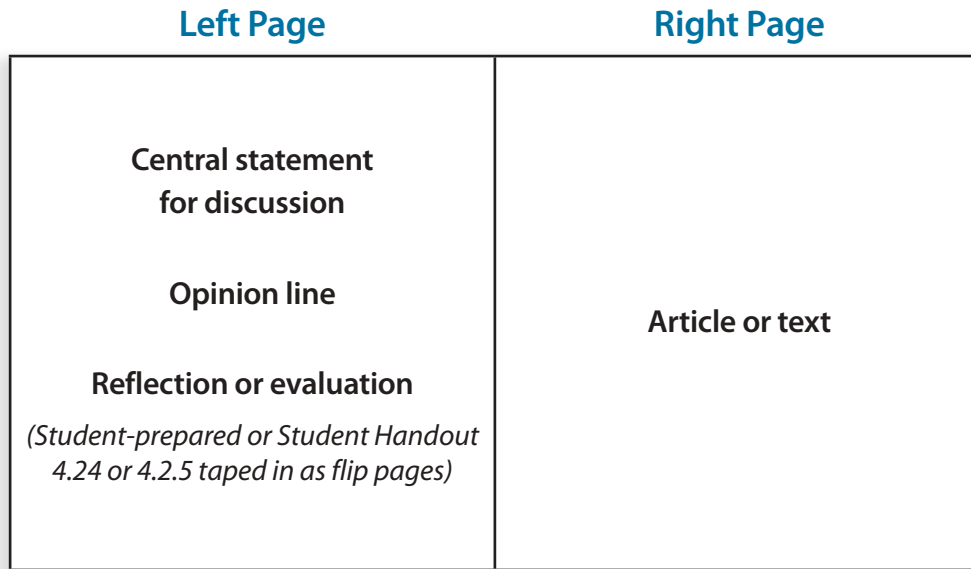 Left Page
Right Page
Central statement
for discussion
Opinion line
Reflection or evaluation
(Student-prepared or Student Handout
4.24 or 4.2.5 taped in as flip pages)
Article or text